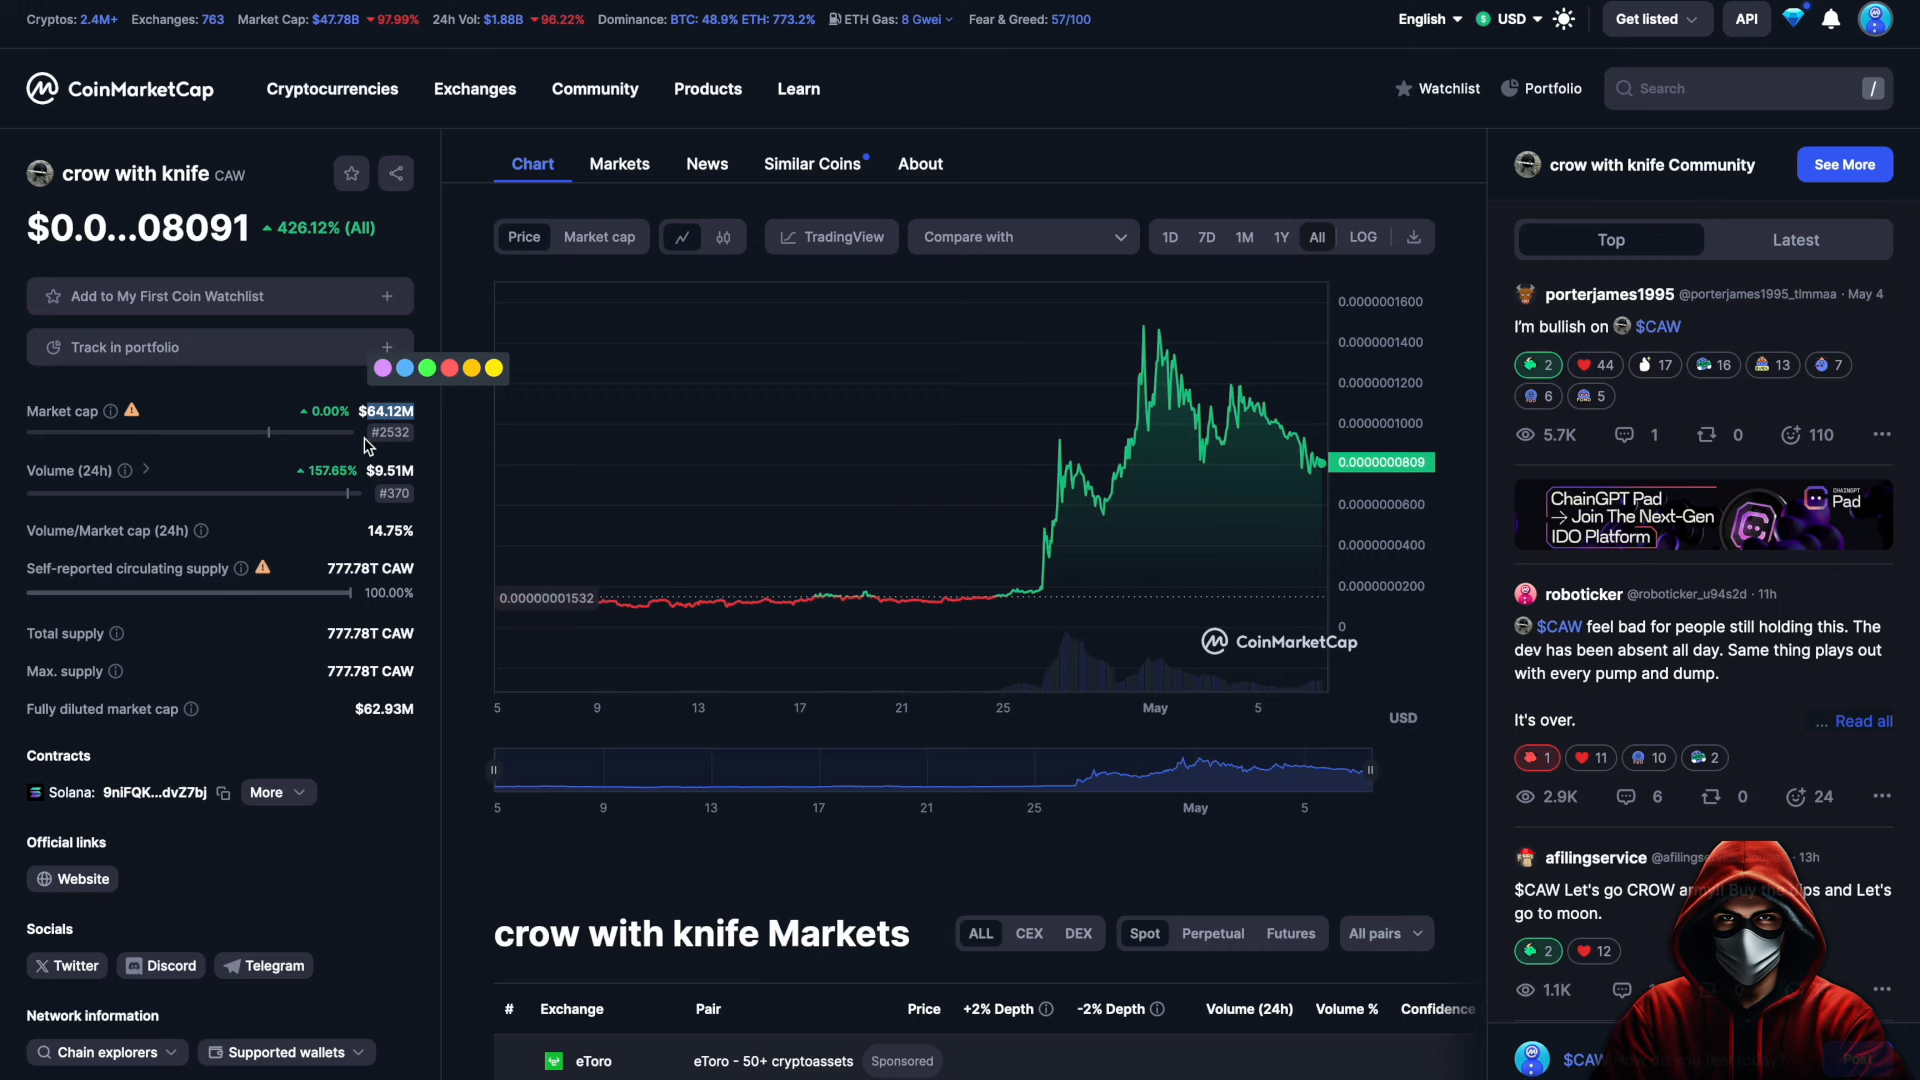 Cryptos: 2.4M+ Exchanges: 763 Market Cap: $47.78B 97.99% 24h Vol: $1.88B 96.22% Dominance: BTC: 48.9% ETH: 773.2% ETH Gas: 8 Gwei Fear & Greed: 57/100
English USD Get listed API
CoinMarketCap Cryptocurrencies Exchanges Community Products Learn Watchlist Portfolio Search /
crow with knife CAW
$0.0...08091 426.12% (All)
Add to My First Coin Watchlist +
Track in portfolio +
Market cap 0.00% $64.12M
#2532
Volume (24h) 157.65% $9.51M
#370
Volume/Market cap (24h) 14.75%
Self-reported circulating supply 777.78T CAW
100.00%
Total supply 777.78T CAW
Max. supply 777.78T CAW
Fully diluted market cap $62.93M
Contracts
Solana: 9niFQK...dvZ7bj More
Official links
Website
Socials
Twitter Discord Telegram
Network information
Chain explorers Supported wallets
Chart Markets News Similar Coins About
Price Market cap TradingView Compare with 1D 7D 1M 1Y All LOG
0.0000001600
0.0000001400
0.0000001200
0.0000001000
0.0000000809
0.0000000600
0.0000000400
0.0000000200
0
0.00000001532
CoinMarketCap
5 9 13 17 21 25 May 5
USD
5 9 13 17 21 25 May 5
crow with knife Markets ALL CEX DEX Spot Perpetual Futures All pairs
# Exchange Pair Price +2% Depth -2% Depth Volume (24h) Volume % Confidence
eToro eToro - 50+ cryptoassets Sponsored
crow with knife Community See More
Top Latest
porterjames1995 @porterjames1995_tlmmaa · May 4
I'm bullish on $CAW
2 44 17 16 13 7
6 5
5.7K 1 0 110 ...
ChainGPT Pad
→ Join The Next-Gen
IDO Platform
CHAINGPT
Pad
roboticker @roboticker_u94s2d · 11h
$CAW feel bad for people still holding this. The
dev has been absent all day. Same thing plays out
with every pump and dump.
It's over. ... Read all
1 11 10 2
2.9K 6 0 24 ...
afilingservice · 13h
$CAW Let's go CROW army!! Buy the and Let's
go to moon.
2 12
1.1K ...
$CAW